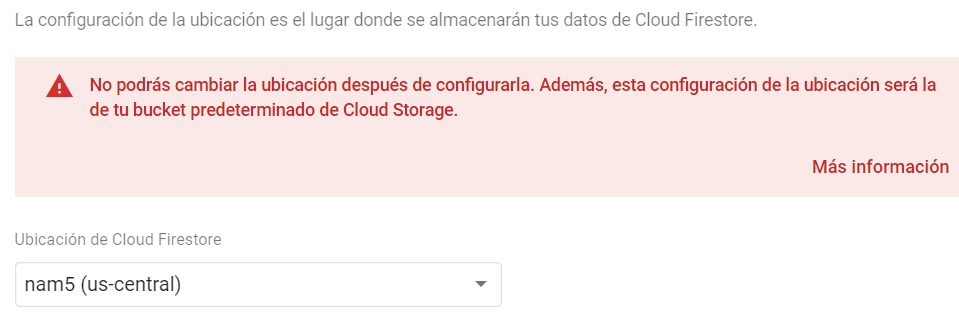 La configuración de la ubicación es el lugar donde se almacenarán tus datos de Cloud Firestore.
No podrás cambiar la ubicación después de configurarla. Además, esta configuración de la ubicación será la
de tu bucket predeterminado de Cloud Storage.
Más información
Ubicación de Cloud Firestore
nam5 (us-central)